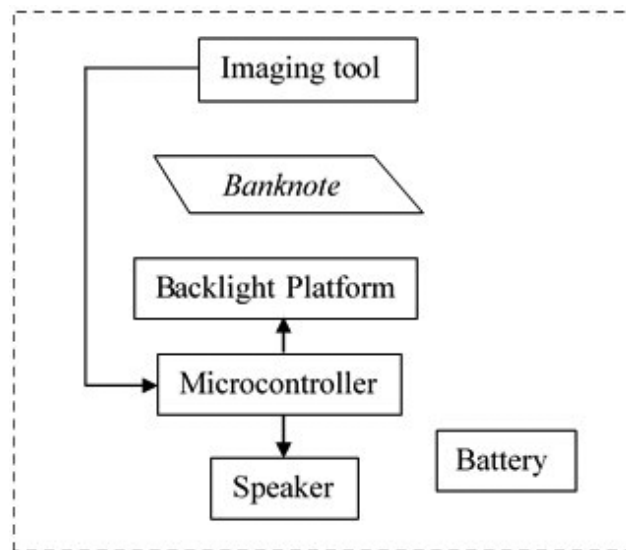 Imaging tool
Banknote
Backlight Platform
Microcontroller
Speaker
Battery